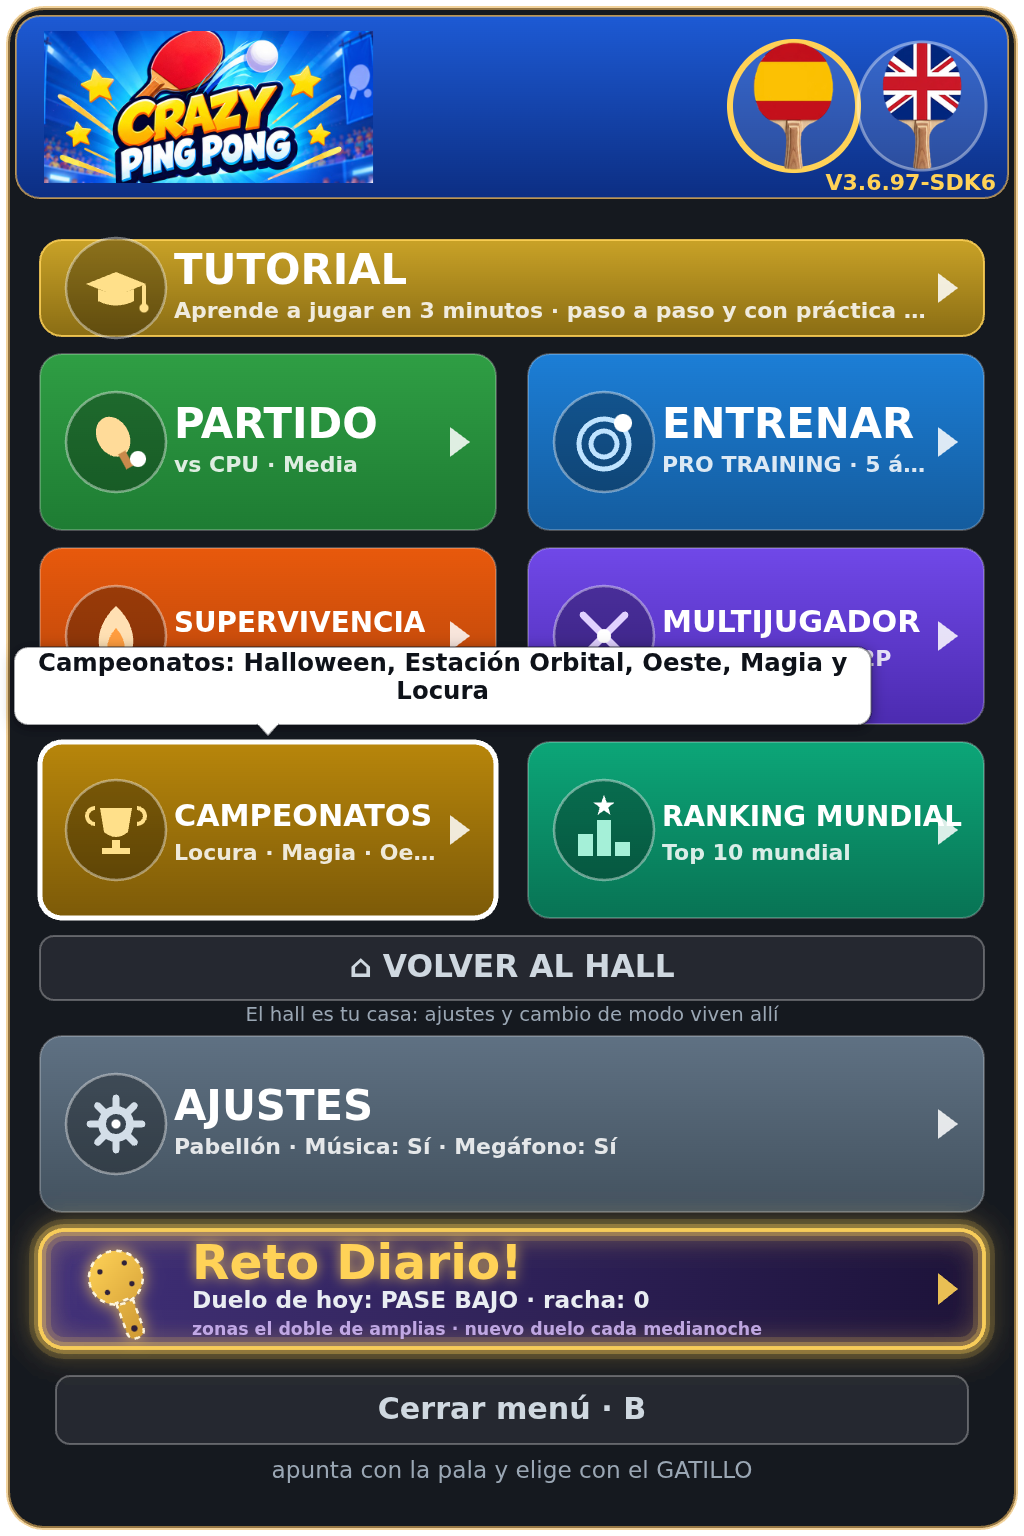 CRAZY
PING PONG
V3.6.97-SDK6
TUTORIAL
Aprende a jugar en 3 minutos · paso a paso y con práctica …
PARTIDO
vs CPU · Media
ENTRENAR
PRO TRAINING · 5 á…
SUPERVIVENCIA
MULTIJUGADOR
2P
Campeonatos: Halloween, Estación Orbital, Oeste, Magia y
Locura
CAMPEONATOS
Locura · Magia · Oe…
RANKING MUNDIAL
Top 10 mundial
⌂ VOLVER AL HALL
El hall es tu casa: ajustes y cambio de modo viven allí
AJUSTES
Pabellón · Música: Sí · Megáfono: Sí
Reto Diario!
Duelo de hoy: PASE BAJO · racha: 0
zonas el doble de amplias · nuevo duelo cada medianoche
Cerrar menú · B
apunta con la pala y elige con el GATILLO